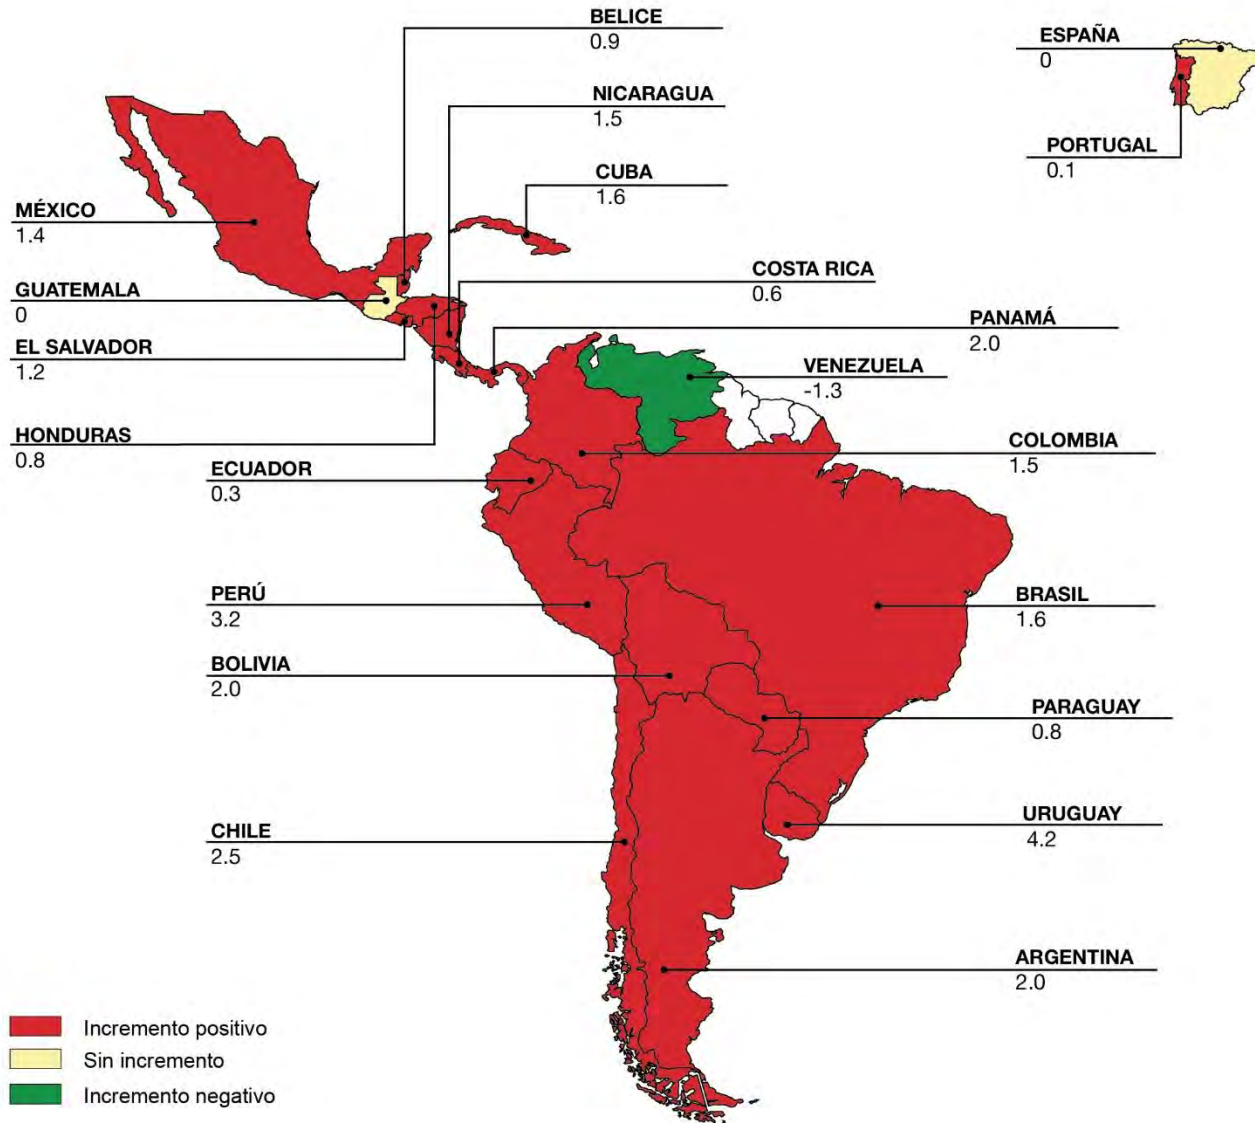 BELICE
0.9
ESPAÑA
0
NICARAGUA
1.5
PORTUGAL
0.1
CUBA
1.6
MÉXICO
1.4
COSTA RICA
0.6
GUATEMALA
0
PANAMÁ
2.0
EL SALVADOR
1.2
VENEZUELA
-1.3
HONDURAS
0.8
COLOMBIA
1.5
ECUADOR
0.3
PERÚ
3.2
BRASIL
1.6
BOLIVIA
2.0
PARAGUAY
0.8
CHILE
2.5
URUGUAY
4.2
ARGENTINA
2.0
Incremento positivo
Sin incremento
Incremento negativo